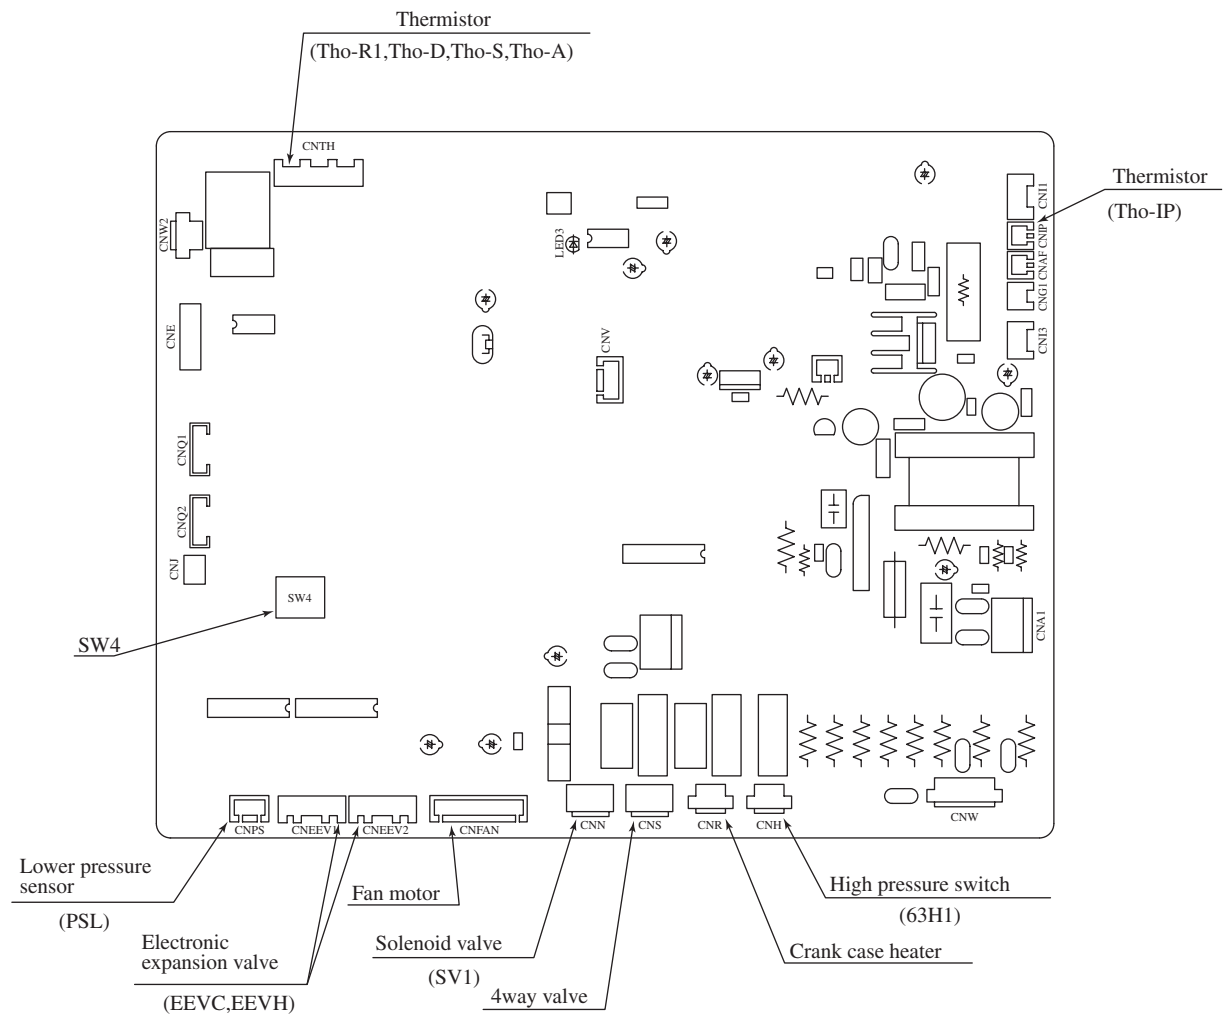 Thermistor
(Tho-R1,Tho-D,Tho-S,Tho-A)
CNTH
Thermistor
(Tho-IP)
CNI1
CNIP
CNAF
CNG1
CNI3
CNW2
LED3
CNE
CNV
CNQ1
CNQ2
CNJ
SW4
SW4
CNA1
CNPS
CNEEV1
CNEEV2
CNFAN
CNN
CNS
CNR
CNH
CNW
Lower pressure
sensor
(PSL)
Electronic
expansion valve
(EEVC,EEVH)
Fan motor
Solenoid valve
(SV1)
4way valve
High pressure switch
(63H1)
Crank case heater